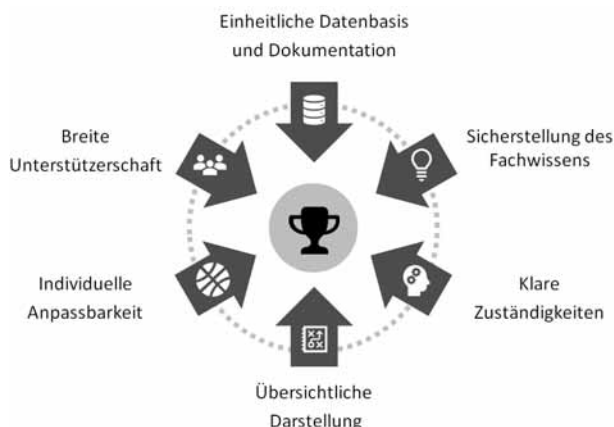 Einheitliche Datenbasis
und Dokumentation
Sicherstellung des
Fachwissens
Klare
Zuständigkeiten
Übersichtliche
Darstellung
Individuelle
Anpassbarkeit
Breite
Unterstützerschaft